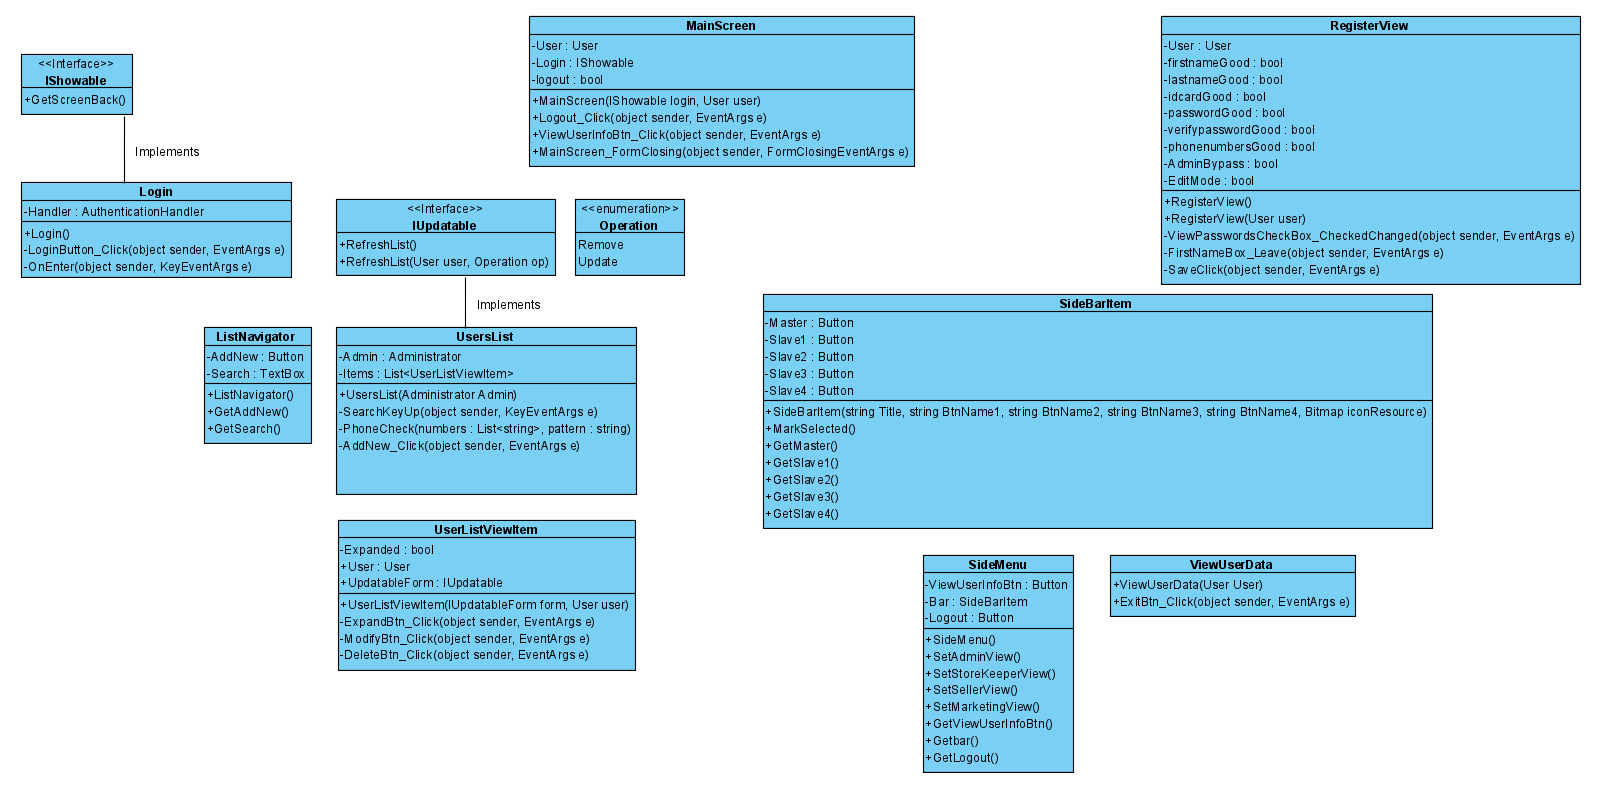 <<Interface>>
IShowable
+GetScreenBack()
Implements
Login
-Handler : AuthenticationHandler
+Login()
-LoginButton_Click(object sender, EventArgs e)
-OnEnter(object sender, KeyEventArgs e)
MainScreen
-User : User
-Login : IShowable
-logout : bool
+MainScreen(IShowable login, User user)
+Logout_Click(object sender, EventArgs e)
+ViewUserInfoBtn_Click(object sender, EventArgs e)
+MainScreen_FormClosing(object sender, FormClosingEventArgs e)
RegisterView
-User : User
-firstnameGood : bool
-lastnameGood : bool
-idcardGood : bool
-passwordGood : bool
-verifypasswordGood : bool
-phonenumbersGood : bool
-AdminBypass : bool
-EditMode : bool
+RegisterView()
+RegisterView(User user)
-ViewPasswordsCheckBox_CheckedChanged(object sender, EventArgs e)
-FirstNameBox_Leave(object sender, EventArgs e)
-SaveClick(object sender, EventArgs e)
<<Interface>>
IUpdatable
+RefreshList()
+RefreshList(User user, Operation op)
<<enumeration>>
Operation
Remove
Update
Implements
ListNavigator
-AddNew : Button
-Search : TextBox
+ListNavigator()
+GetAddNew()
+GetSearch()
UsersList
-Admin : Administrator
-Items : List<UserListViewItem>
+UsersList(Administrator Admin)
-SearchKeyUp(object sender, KeyEventArgs e)
-PhoneCheck(numbers : List<string>, pattern : string)
-AddNew_Click(object sender, EventArgs e)
SideBarItem
-Master : Button
-Slave1 : Button
-Slave2 : Button
-Slave3 : Button
-Slave4 : Button
+SideBarItem(string Title, string BtnName1, string BtnName2, string BtnName3, string BtnName4, Bitmap iconResource)
+MarkSelected()
+GetMaster()
+GetSlave1()
+GetSlave2()
+GetSlave3()
+GetSlave4()
UserListViewItem
-Expanded : bool
+User : User
+UpdatableForm : IUpdatable
+UserListViewItem(IUpdatableForm form, User user)
-ExpandBtn_Click(object sender, EventArgs e)
-ModifyBtn_Click(object sender, EventArgs e)
-DeleteBtn_Click(object sender, EventArgs e)
SideMenu
-ViewUserInfoBtn : Button
-Bar : SideBarItem
-Logout : Button
+SideMenu()
+SetAdminView()
+SetStoreKeeperView()
+SetSellerView()
+SetMarketingView()
+GetViewUserInfoBtn()
+Getbar()
+GetLogout()
ViewUserData
+ViewUserData(User User)
+ExitBtn_Click(object sender, EventArgs e)